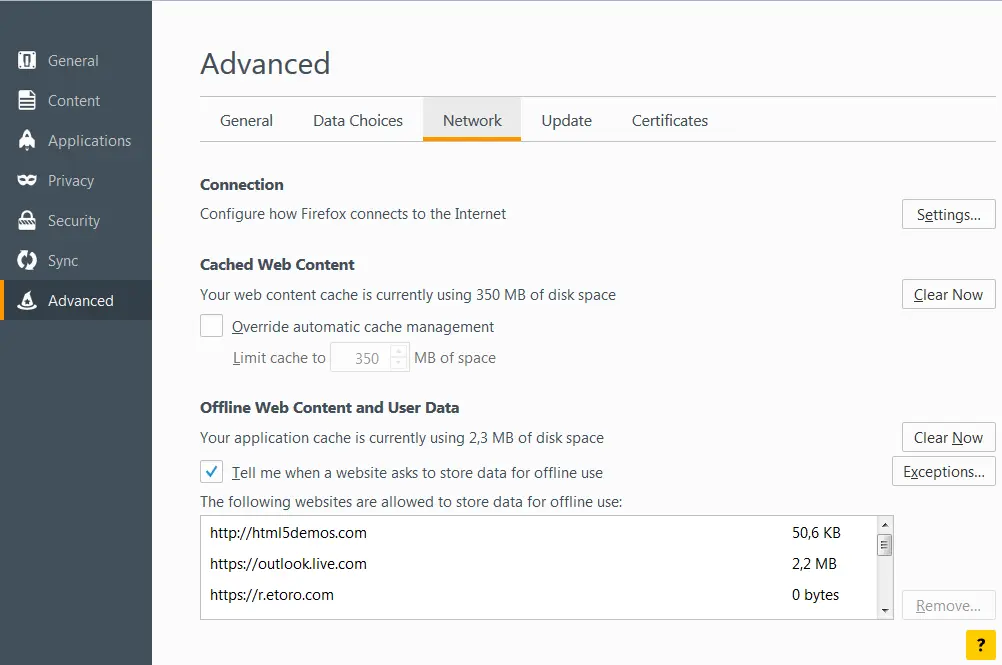 General
Content
Applications
Privacy
Security
Sync
Advanced
Advanced
General Data Choices Network Update Certificates
Connection
Configure how Firefox connects to the Internet Settings...
Cached Web Content
Your web content cache is currently using 350 MB of disk space Clear Now
Override automatic cache management
Limit cache to 350 MB of space
Offline Web Content and User Data
Your application cache is currently using 2,3 MB of disk space Clear Now
Tell me when a website asks to store data for offline use Exceptions...
The following websites are allowed to store data for offline use:
http://html5demos.com 50,6 KB
https://outlook.live.com 2,2 MB
https://r.etoro.com 0 bytes
Remove...
?